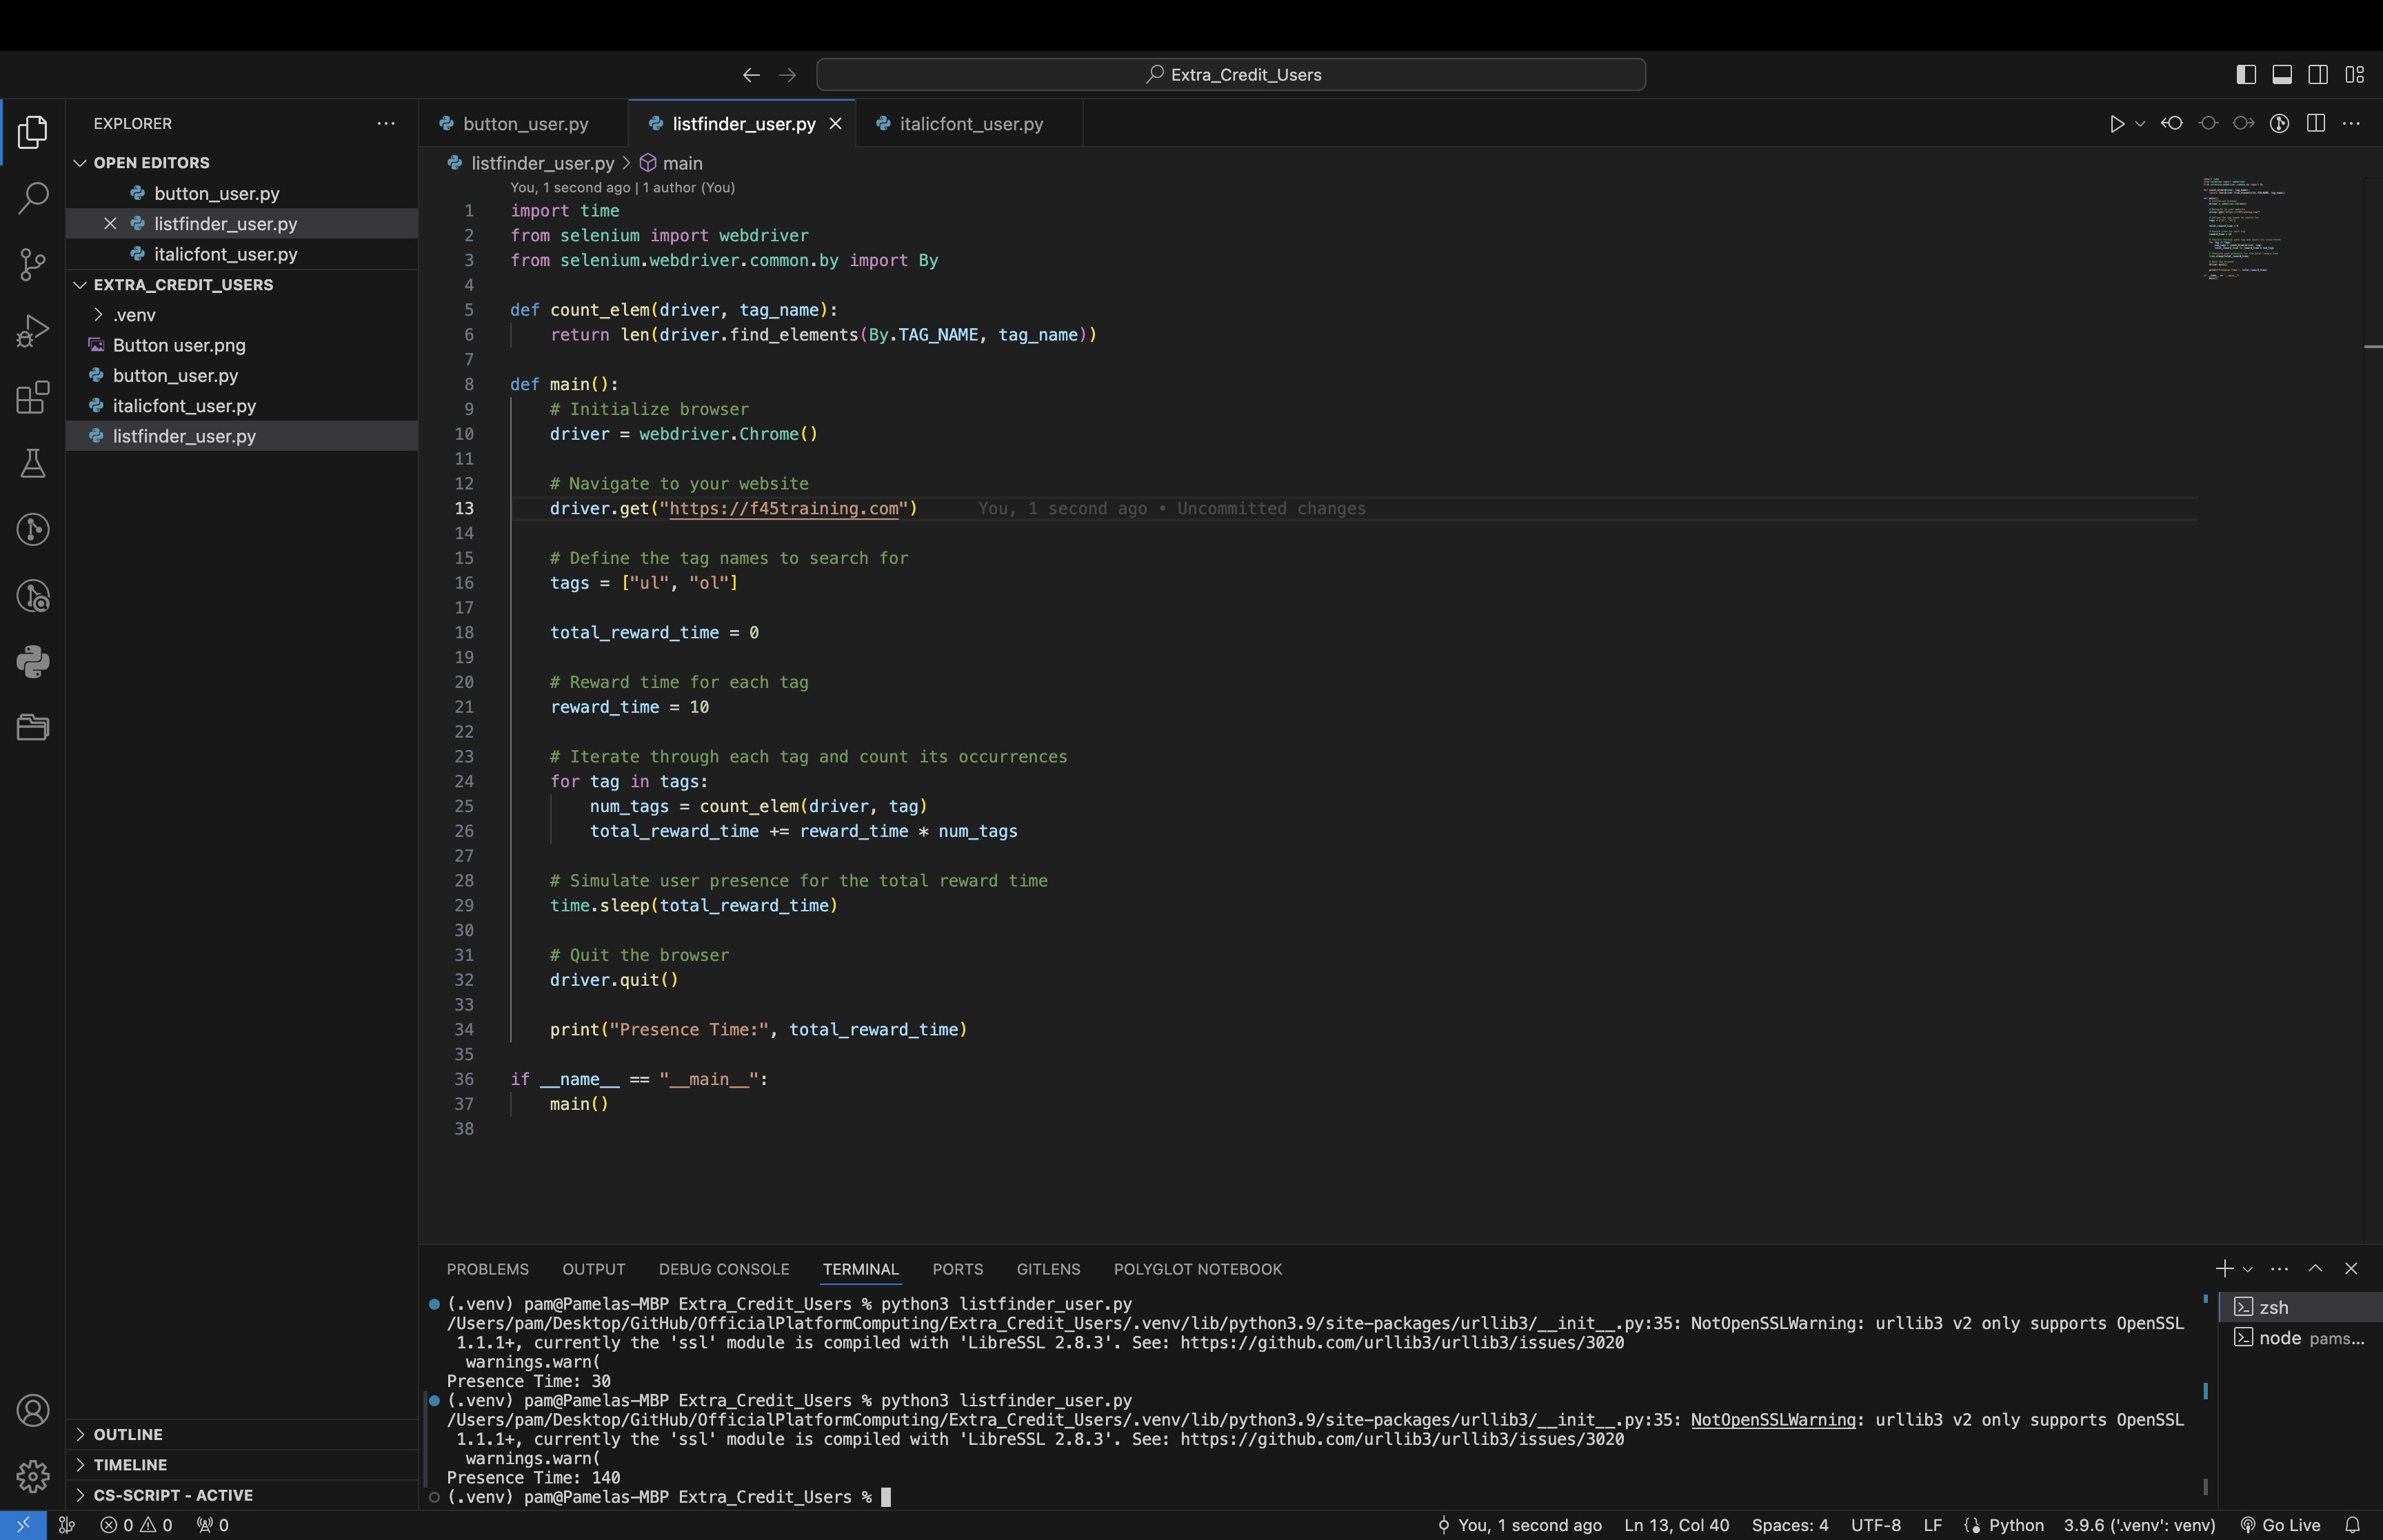 Extra_Credit_Users
EXPLORER
OPEN EDITORS
button_user.py
listfinder_user.py
italicfont_user.py
EXTRA_CREDIT_USERS
.venv
Button user.png
button_user.py
italicfont_user.py
listfinder_user.py
OUTLINE
TIMELINE
CS-SCRIPT - ACTIVE
button_user.py
listfinder_user.py
italicfont_user.py
listfinder_user.py > main
You, 1 second ago | 1 author (You)
1 import time
2 from selenium import webdriver
3 from selenium.webdriver.common.by import By
4
5 def count_elem(driver, tag_name):
6     return len(driver.find_elements(By.TAG_NAME, tag_name))
7
8 def main():
9     # Initialize browser
10     driver = webdriver.Chrome()
11
12     # Navigate to your website
13     driver.get("https://f45training.com")     You, 1 second ago • Uncommitted changes
14
15     # Define the tag names to search for
16     tags = ["ul", "ol"]
17
18     total_reward_time = 0
19
20     # Reward time for each tag
21     reward_time = 10
22
23     # Iterate through each tag and count its occurrences
24     for tag in tags:
25         num_tags = count_elem(driver, tag)
26         total_reward_time += reward_time * num_tags
27
28     # Simulate user presence for the total reward time
29     time.sleep(total_reward_time)
30
31     # Quit the browser
32     driver.quit()
33
34     print("Presence Time:", total_reward_time)
35
36 if __name__ == "__main__":
37     main()
38
PROBLEMS OUTPUT DEBUG CONSOLE TERMINAL PORTS GITLENS POLYGLOT NOTEBOOK
(.venv) pam@Pamelas-MBP Extra_Credit_Users % python3 listfinder_user.py
/Users/pam/Desktop/GitHub/OfficialPlatformComputing/Extra_Credit_Users/.venv/lib/python3.9/site-packages/urllib3/__init__.py:35: NotOpenSSLWarning: urllib3 v2 only supports OpenSSL
1.1.1+, currently the 'ssl' module is compiled with 'LibreSSL 2.8.3'. See: https://github.com/urllib3/urllib3/issues/3020
warnings.warn(
Presence Time: 30
(.venv) pam@Pamelas-MBP Extra_Credit_Users % python3 listfinder_user.py
/Users/pam/Desktop/GitHub/OfficialPlatformComputing/Extra_Credit_Users/.venv/lib/python3.9/site-packages/urllib3/__init__.py:35: NotOpenSSLWarning: urllib3 v2 only supports OpenSSL
1.1.1+, currently the 'ssl' module is compiled with 'LibreSSL 2.8.3'. See: https://github.com/urllib3/urllib3/issues/3020
warnings.warn(
Presence Time: 140
(.venv) pam@Pamelas-MBP Extra_Credit_Users %
zsh
node pams...
0 0 0
You, 1 second ago Ln 13, Col 40 Spaces: 4 UTF-8 LF Python 3.9.6 ('.venv': venv) Go Live